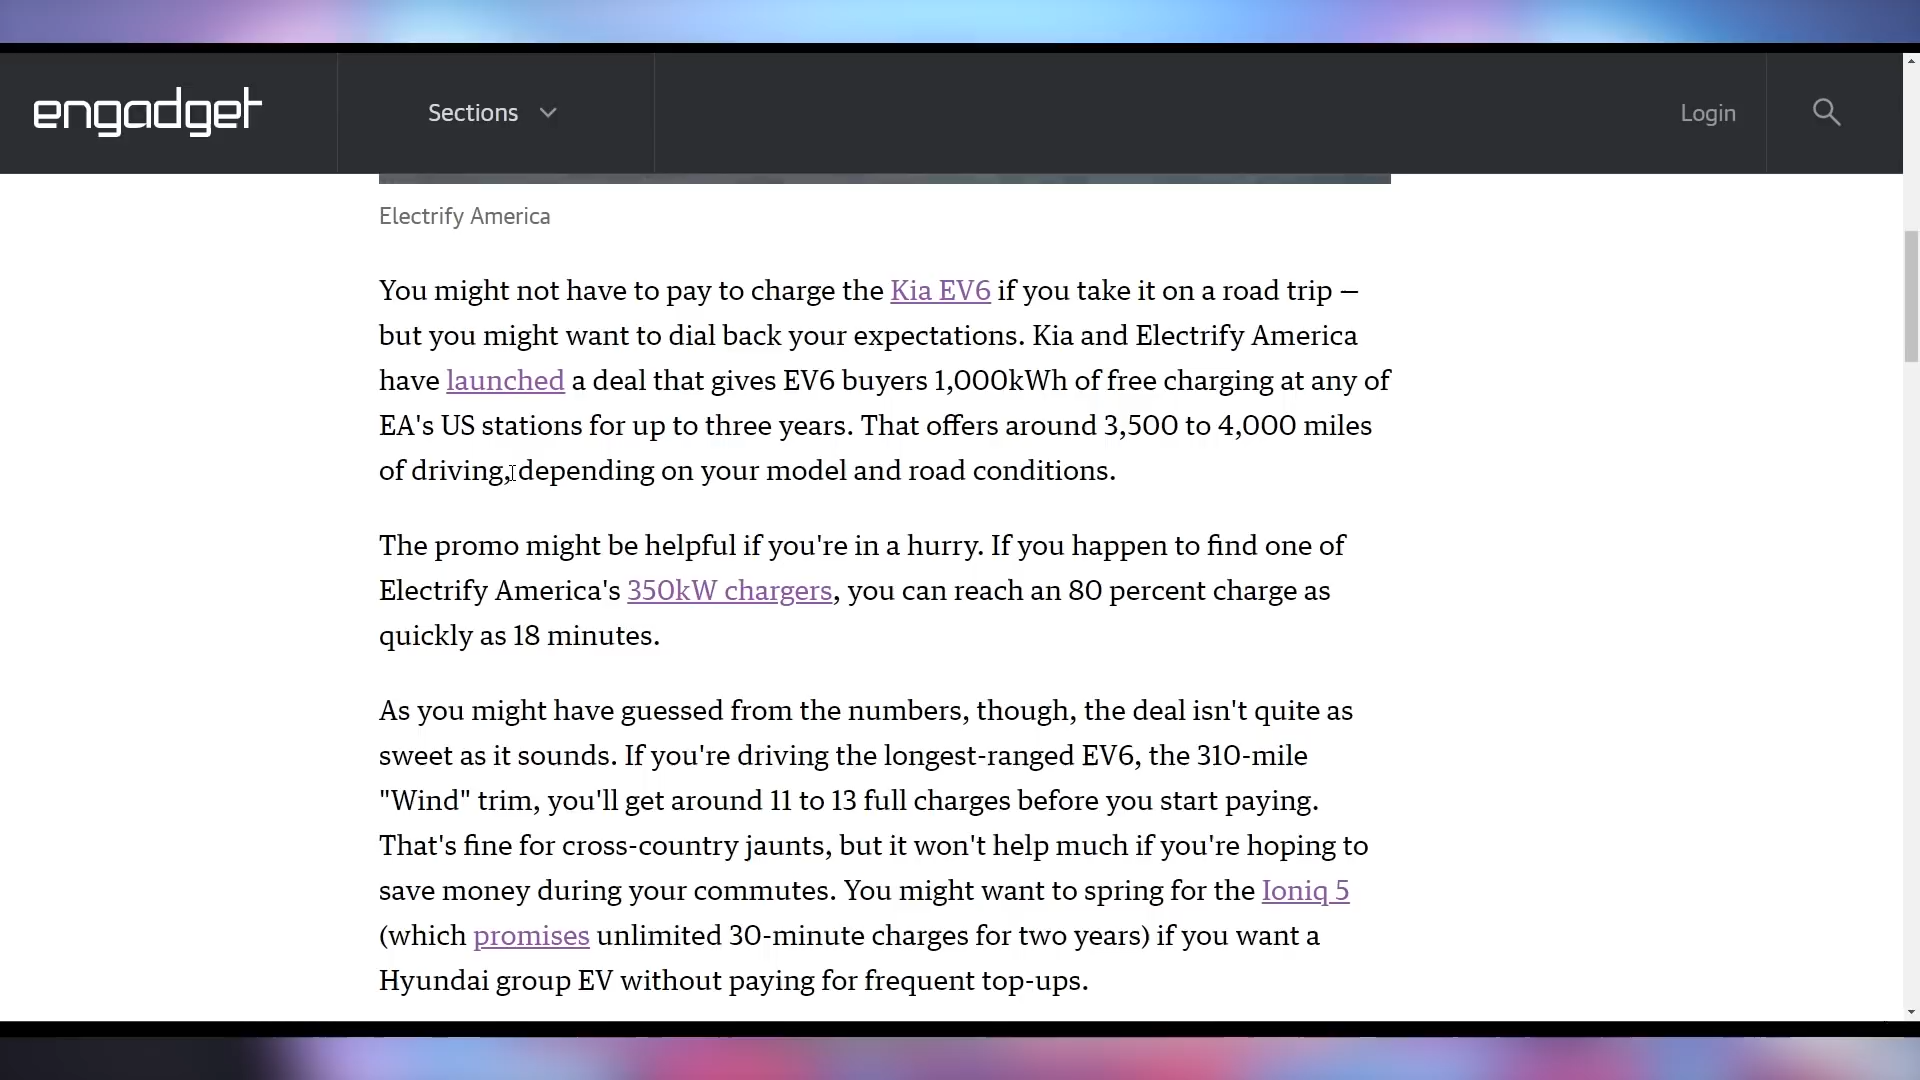 engadget
Sections
Login
Electrify America
You might not have to pay to charge the Kia EV6 if you take it on a road trip –
but you might want to dial back your expectations. Kia and Electrify America
have launched a deal that gives EV6 buyers 1,000kWh of free charging at any of
EA's US stations for up to three years. That offers around 3,500 to 4,000 miles
of driving, depending on your model and road conditions.
The promo might be helpful if you're in a hurry. If you happen to find one of
Electrify America's 350kW chargers, you can reach an 80 percent charge as
quickly as 18 minutes.
As you might have guessed from the numbers, though, the deal isn't quite as
sweet as it sounds. If you're driving the longest-ranged EV6, the 310-mile
"Wind" trim, you'll get around 11 to 13 full charges before you start paying.
That's fine for cross-country jaunts, but it won't help much if you're hoping to
save money during your commutes. You might want to spring for the Ioniq 5
(which promises unlimited 30-minute charges for two years) if you want a
Hyundai group EV without paying for frequent top-ups.